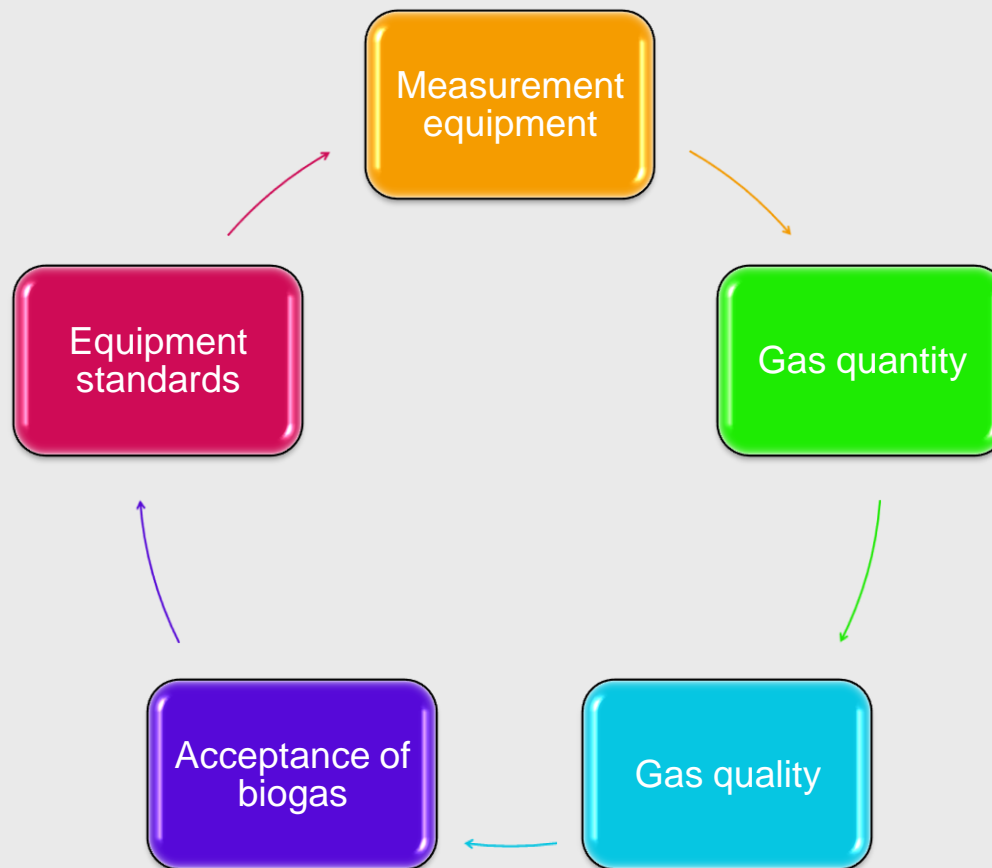 Measurement
equipment
Gas quantity
Gas quality
Acceptance of
biogas
Equipment
standards